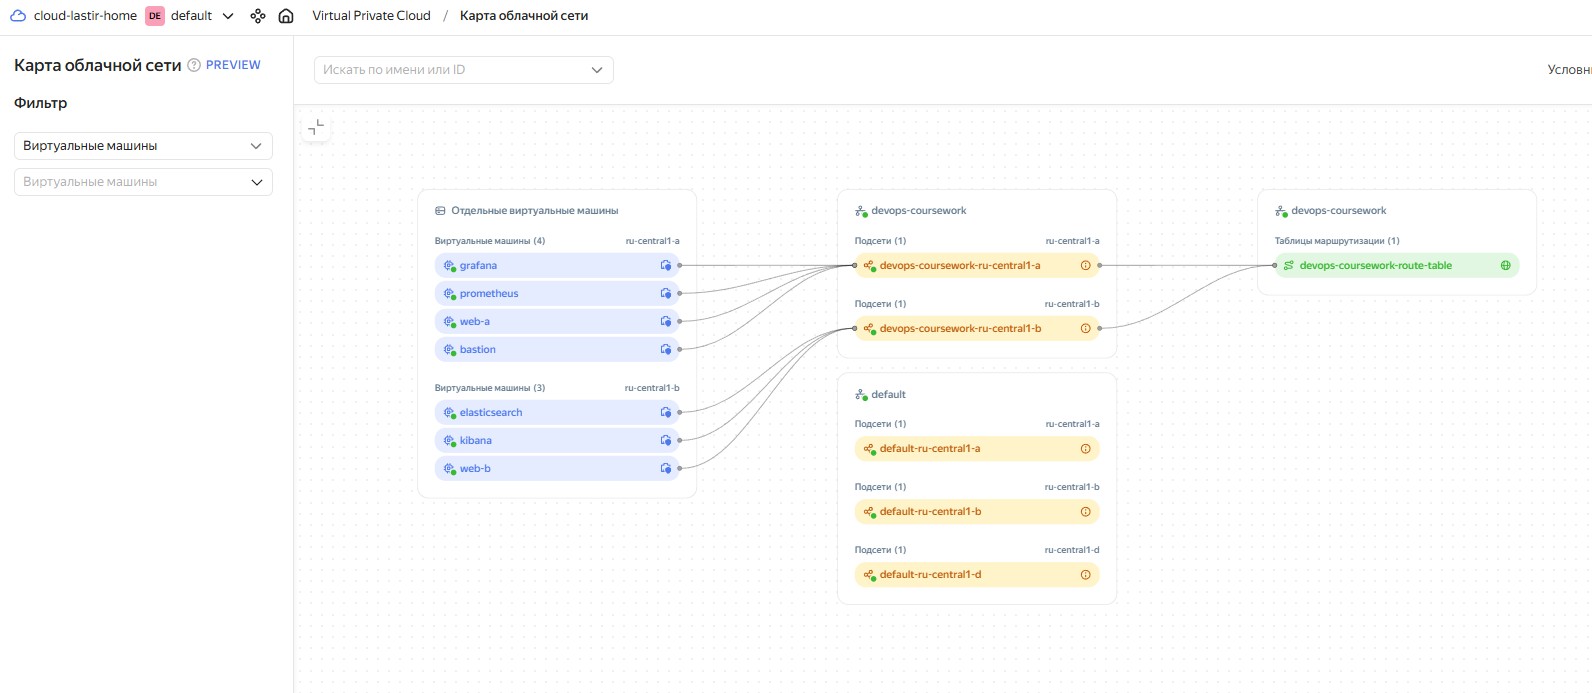 cloud-lastir-home DE default Virtual Private Cloud / Карта облачной сети
Карта облачной сети PREVIEW
Фильтр
Виртуальные машины
Виртуальные машины
Искать по имени или ID
Отдельные виртуальные машины
Виртуальные машины (4) ru-central1-a
grafana
prometheus
web-a
bastion
Виртуальные машины (3) ru-central1-b
elasticsearch
kibana
web-b
devops-coursework
Подсети (1) ru-central1-a
devops-coursework-ru-central1-a
Подсети (1) ru-central1-b
devops-coursework-ru-central1-b
default
Подсети (1) ru-central1-a
default-ru-central1-a
Подсети (1) ru-central1-b
default-ru-central1-b
Подсети (1) ru-central1-d
default-ru-central1-d
devops-coursework
Таблицы маршрутизации (1)
devops-coursework-route-table